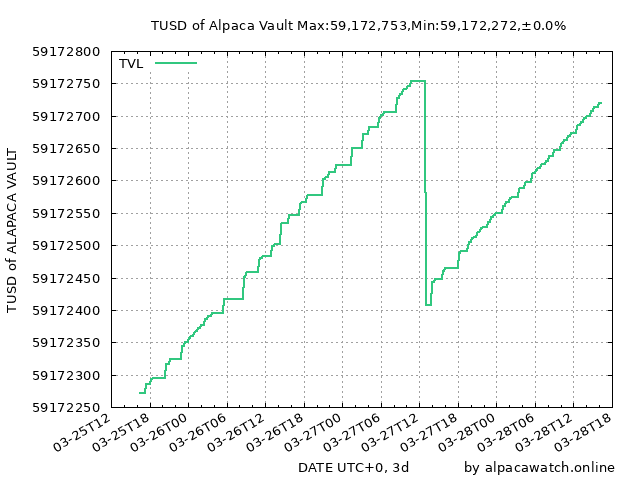 TUSD of Alpaca Vault Max:59,172,753,Min:59,172,272,±0.0%
TVL
59172800
59172750
59172700
59172650
59172600
59172550
59172500
59172450
59172400
59172350
59172300
59172250
TUSD of ALAPACA VAULT
03-25T12
03-25T18
03-26T00
03-26T06
03-26T12
03-26T18
03-27T00
03-27T06
03-27T12
03-27T18
03-28T00
03-28T06
03-28T12
03-28T18
DATE UTC+0, 3d
by alpacawatch.online